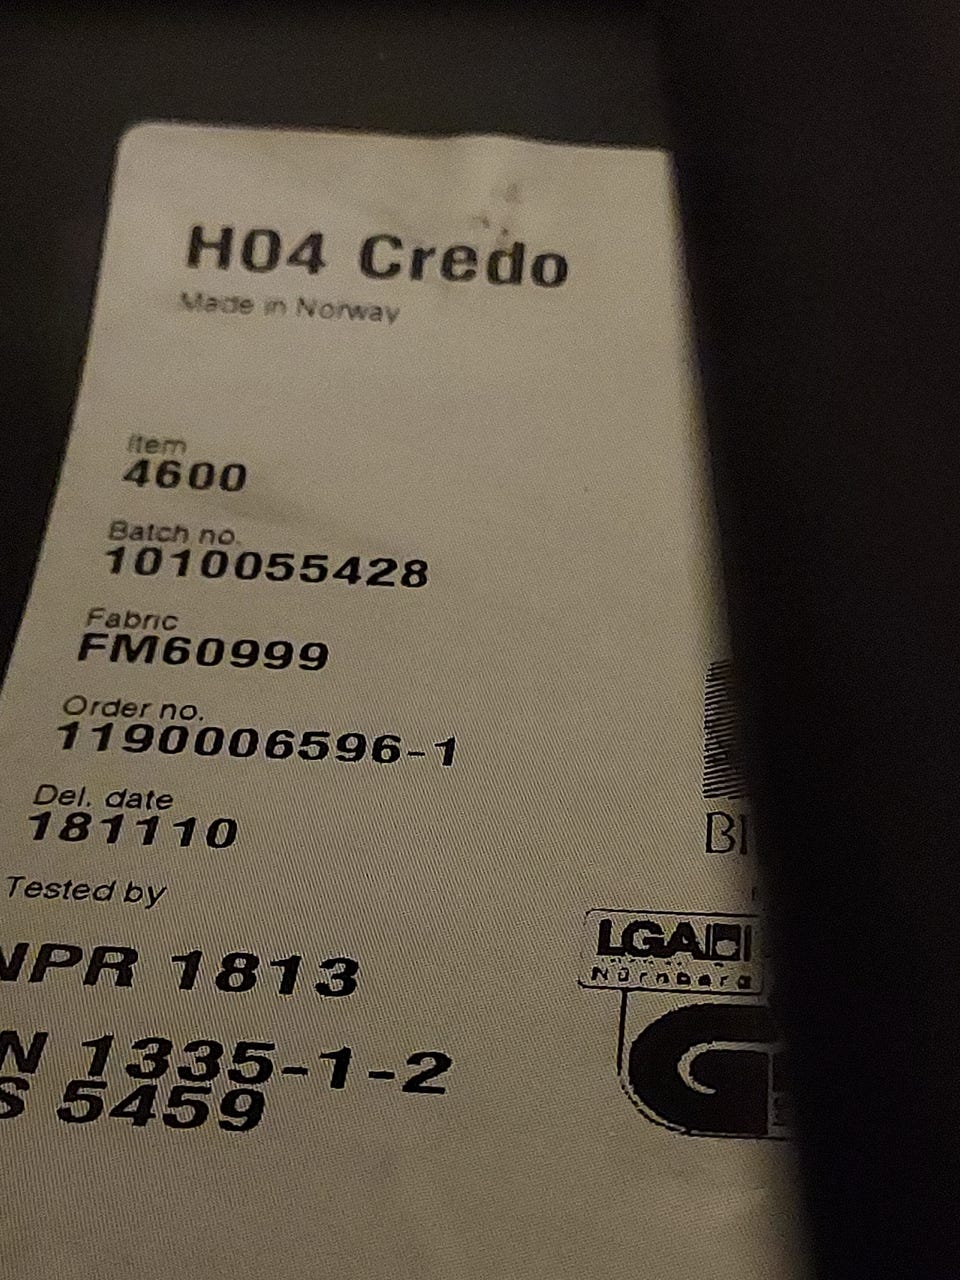 H04 Credo
Made in Norway
Item
4600
Batch no.
1010055428
Fabric
FM60999
Order no.
1190006596-1
Del. date
181110
Tested by
NPR 1813
N 1335-1-2
S 5459
BI
LGA
Nürnberg